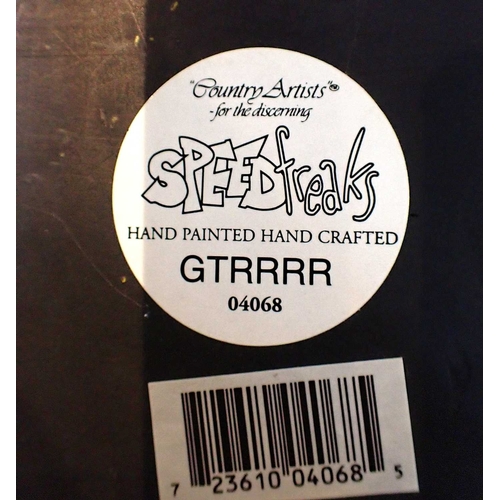 "Country Artists"
-for the discerning
SPEEDfreaks
HAND PAINTED HAND CRAFTED
GTRRRR
04068
7 23610 04068 5